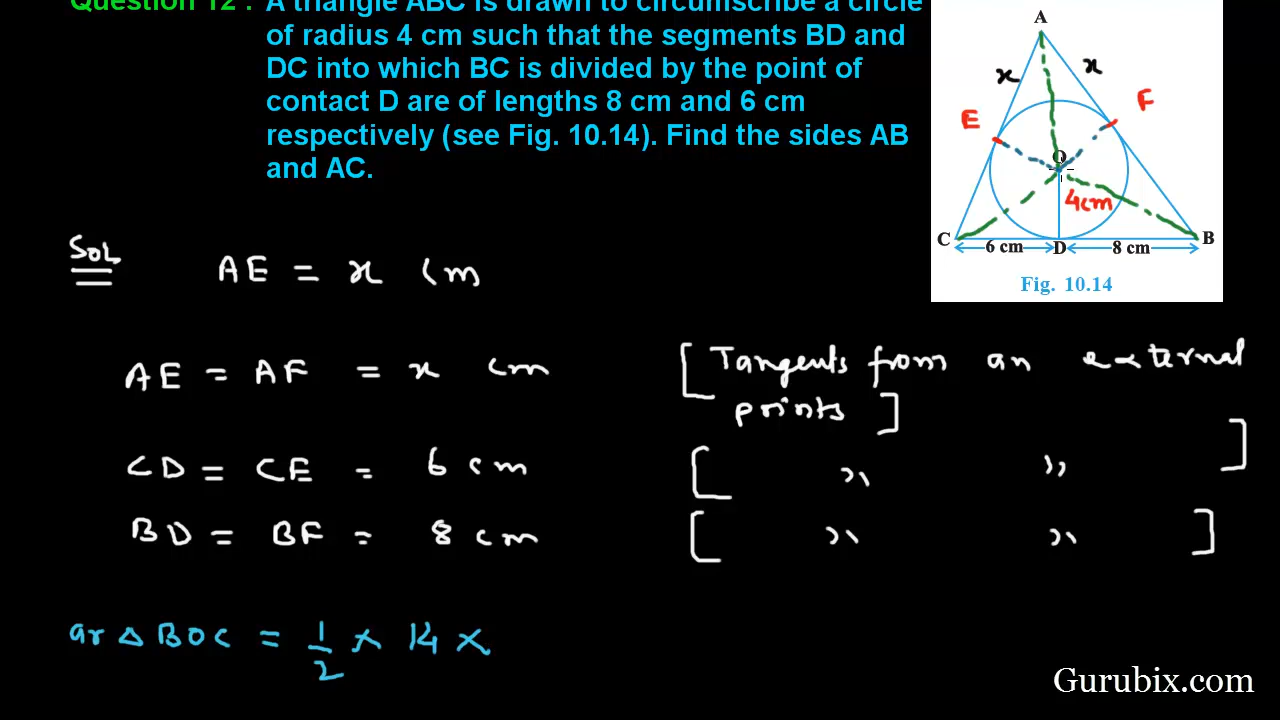 Question 12 : A triangle ABC is drawn to circumscribe a circle
of radius 4 cm such that the segments BD and
DC into which BC is divided by the point of
contact D are of lengths 8 cm and 6 cm
respectively (see Fig. 10.14). Find the sides AB
and AC.
A
x x
E F
O
4cm
C 6 cm D 8 cm B
Fig. 10.14
Sol AE = x cm
AE = AF = x cm [Tangents from an external
points]
CD = CE = 6 cm [ ,, ,, ]
BD = BF = 8 cm [ ,, ,, ]
ar △ BOC = 1/2 × 14 ×
Gurubix.com